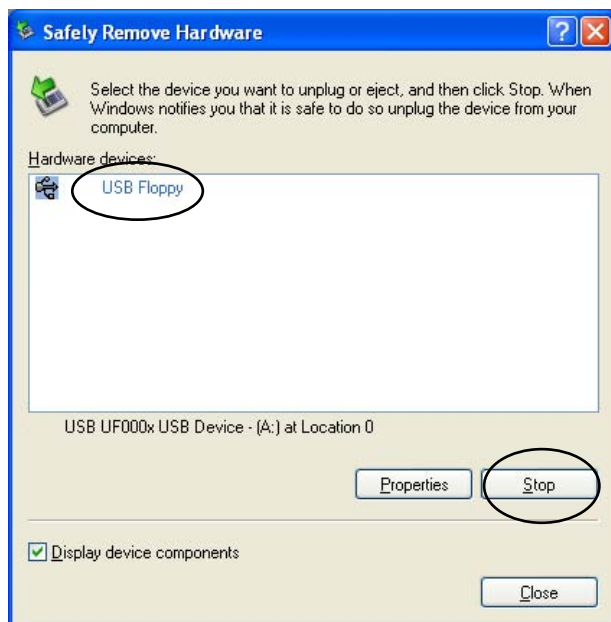 Safely Remove Hardware
Select the device you want to unplug or eject, and then click Stop. When
Windows notifies you that it is safe to do so unplug the device from your
computer.
Hardware devices:
USB Floppy
USB UF000x USB Device - (A:) at Location 0
Properties Stop
Display device components
Close